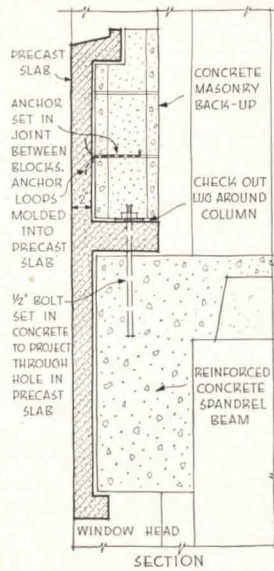 PRECAST
SLAB
ANCHOR
SET IN
JOINT
BETWEEN
BLOCKS.
ANCHOR
LOOPS
MOLDED
INTO
PRECAST
SLAB
2"
½" BOLT
SET IN
CONCRETE
TO PROJECT
THROUGH
HOLE IN
PRECAST
SLAB
CONCRETE
MASONRY
BACK-UP
CHECK OUT
LUG AROUND
COLUMN
REINFORCED
CONCRETE
SPANDREL
BEAM
WINDOW HEAD
SECTION